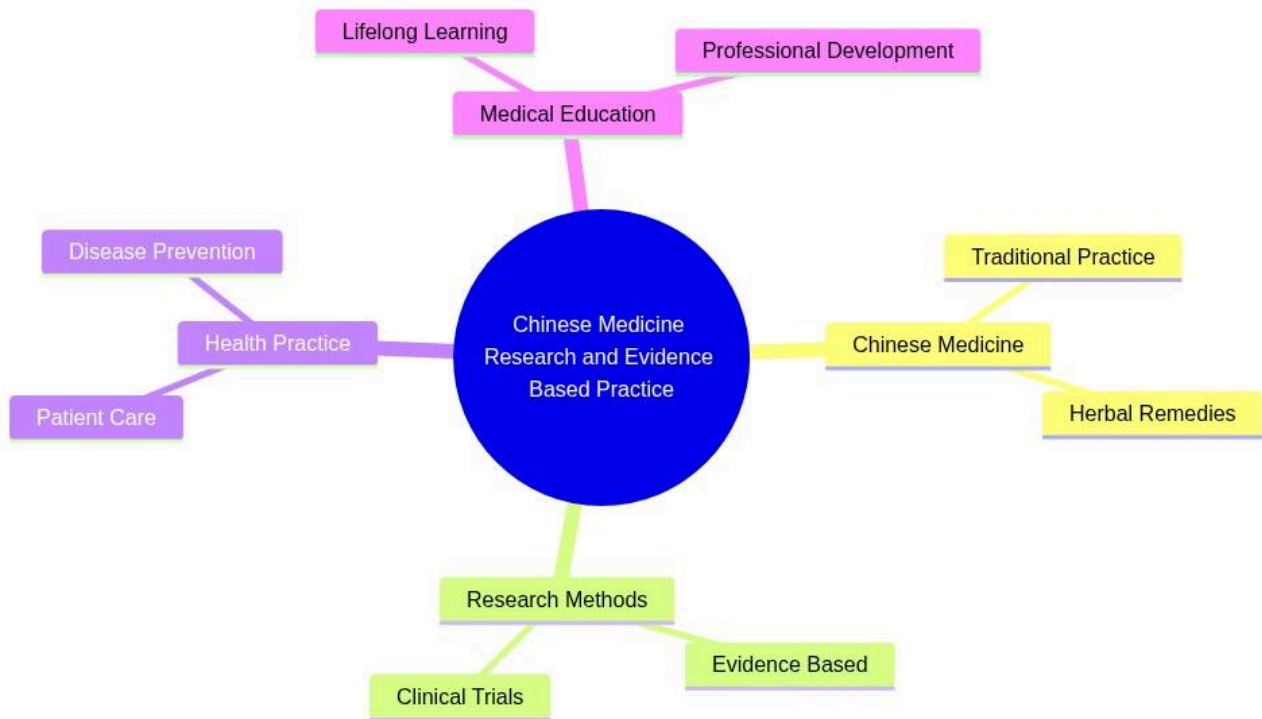 Lifelong Learning
Professional Development
Medical Education
Disease Prevention
Health Practice
Patient Care
Chinese Medicine
Research and Evidence
Based Practice
Traditional Practice
Chinese Medicine
Herbal Remedies
Research Methods
Evidence Based
Clinical Trials